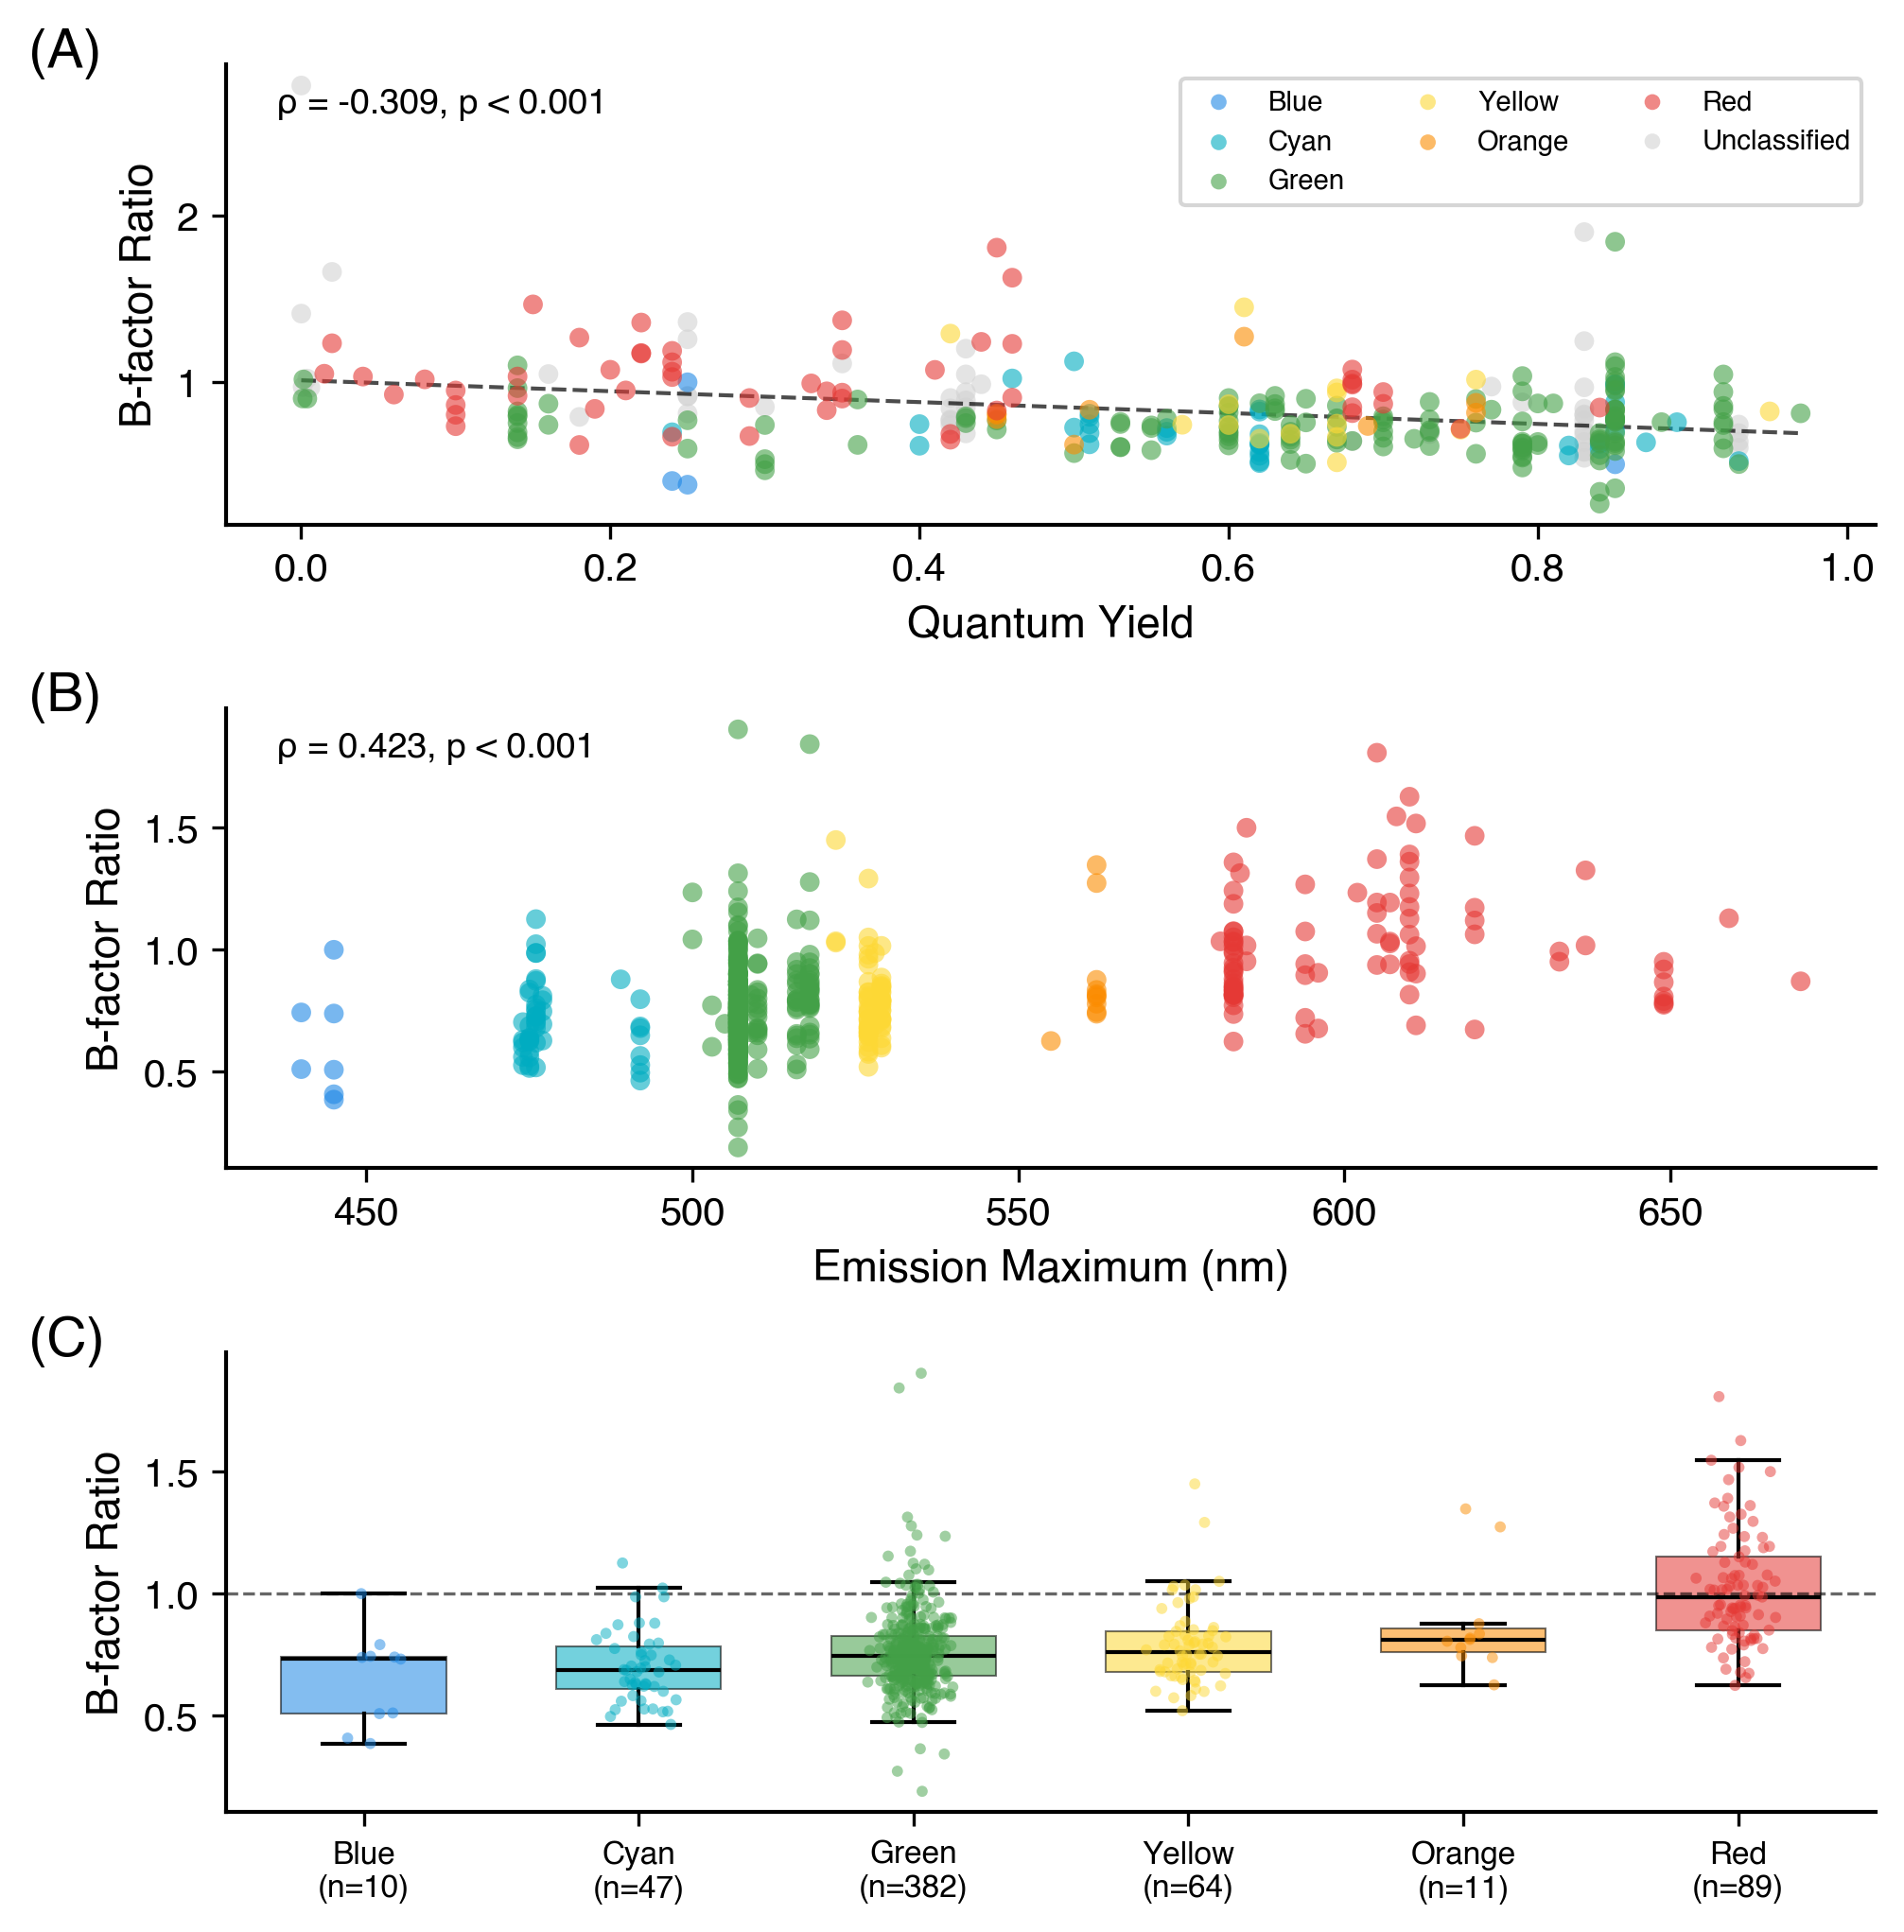 (A)
ρ = -0.309, p < 0.001
Blue
Cyan
Green
Yellow
Orange
Red
Unclassified
B-factor Ratio
2
1
0.0
0.2
0.4
0.6
0.8
1.0
Quantum Yield
(B)
ρ = 0.423, p < 0.001
B-factor Ratio
1.5
1.0
0.5
450
500
550
600
650
Emission Maximum (nm)
(C)
B-factor Ratio
1.5
1.0
0.5
Blue
(n=10)
Cyan
(n=47)
Green
(n=382)
Yellow
(n=64)
Orange
(n=11)
Red
(n=89)